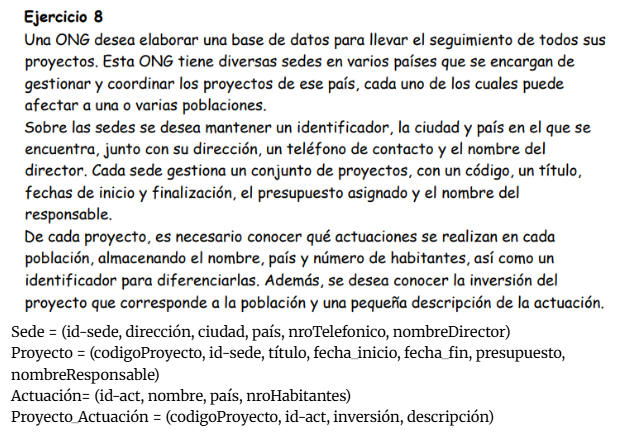 Ejercicio 8
Una ONG desea elaborar una base de datos para llevar el seguimiento de todos sus
proyectos. Esta ONG tiene diversas sedes en varios países que se encargan de
gestionar y coordinar los proyectos de ese país, cada uno de los cuales puede
afectar a una o varias poblaciones.
Sobre las sedes se desea mantener un identificador, la ciudad y país en el que se
encuentra, junto con su dirección, un teléfono de contacto y el nombre del
director. Cada sede gestiona un conjunto de proyectos, con un código, un título,
fechas de inicio y finalización, el presupuesto asignado y el nombre del
responsable.
De cada proyecto, es necesario conocer qué actuaciones se realizan en cada
población, almacenando el nombre, país y número de habitantes, así como un
identificador para diferenciarlas. Además, se desea conocer la inversión del
proyecto que corresponde a la población y una pequeña descripción de la actuación.
Sede = (id-sede, dirección, ciudad, país, nroTelefonico, nombreDirector)
Proyecto = (codigoProyecto, id-sede, título, fecha_inicio, fecha_fin, presupuesto,
nombreResponsable)
Actuación= (id-act, nombre, país, nroHabitantes)
Proyecto_Actuación = (codigoProyecto, id-act, inversión, descripción)